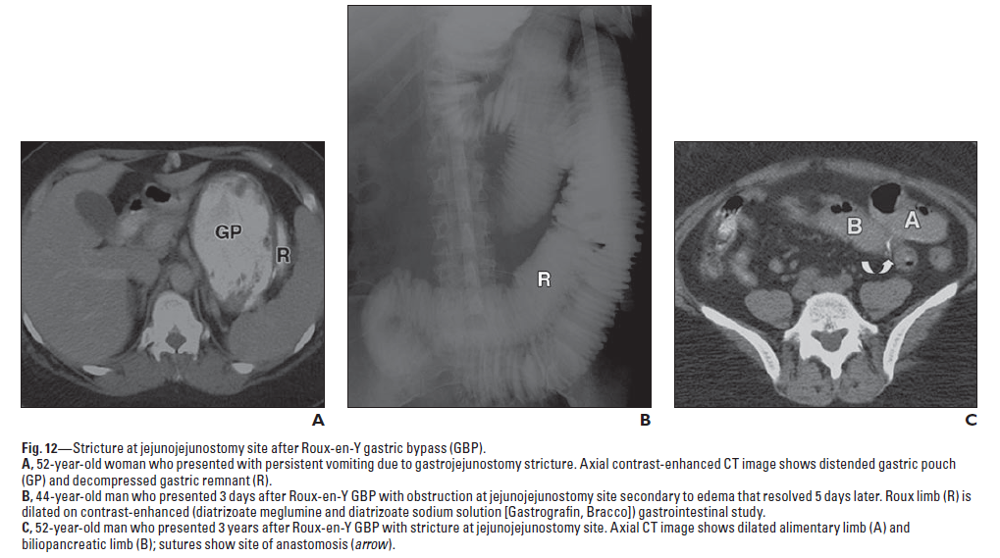 GP
R
A
R
B
B
A
C
Fig. 12—Stricture at jejunojejunostomy site after Roux-en-Y gastric bypass (GBP).
A, 52-year-old woman who presented with persistent vomiting due to gastrojejunostomy stricture. Axial contrast-enhanced CT image shows distended gastric pouch
(GP) and decompressed gastric remnant (R).
B, 44-year-old man who presented 3 days after Roux-en-Y GBP with obstruction at jejunojejunostomy site secondary to edema that resolved 5 days later. Roux limb (R) is
dilated on contrast-enhanced (diatrizoate meglumine and diatrizoate sodium solution [Gastrografin, Bracco]) gastrointestinal study.
C, 52-year-old man who presented 3 years after Roux-en-Y GBP with stricture at jejunojejunostomy site. Axial CT image shows dilated alimentary limb (A) and
biliopancreatic limb (B); sutures show site of anastomosis (arrow).